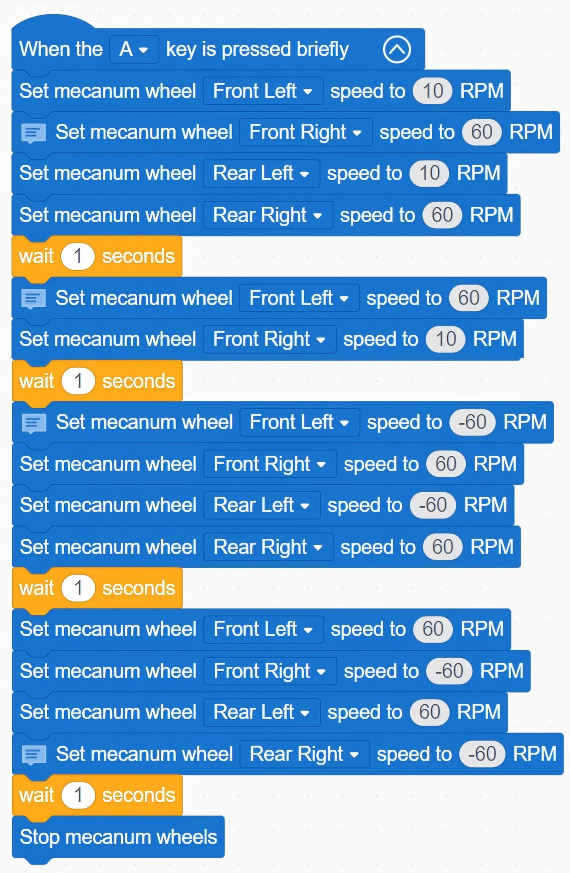 When the A key is pressed briefly
Set mecanum wheel Front Left speed to 10 RPM
Set mecanum wheel Front Right speed to 60 RPM
Set mecanum wheel Rear Left speed to 10 RPM
Set mecanum wheel Rear Right speed to 60 RPM
wait 1 seconds
Set mecanum wheel Front Left speed to 60 RPM
Set mecanum wheel Front Right speed to 10 RPM
wait 1 seconds
Set mecanum wheel Front Left speed to -60 RPM
Set mecanum wheel Front Right speed to 60 RPM
Set mecanum wheel Rear Left speed to -60 RPM
Set mecanum wheel Rear Right speed to 60 RPM
wait 1 seconds
Set mecanum wheel Front Left speed to 60 RPM
Set mecanum wheel Front Right speed to -60 RPM
Set mecanum wheel Rear Left speed to 60 RPM
Set mecanum wheel Rear Right speed to -60 RPM
wait 1 seconds
Stop mecanum wheels